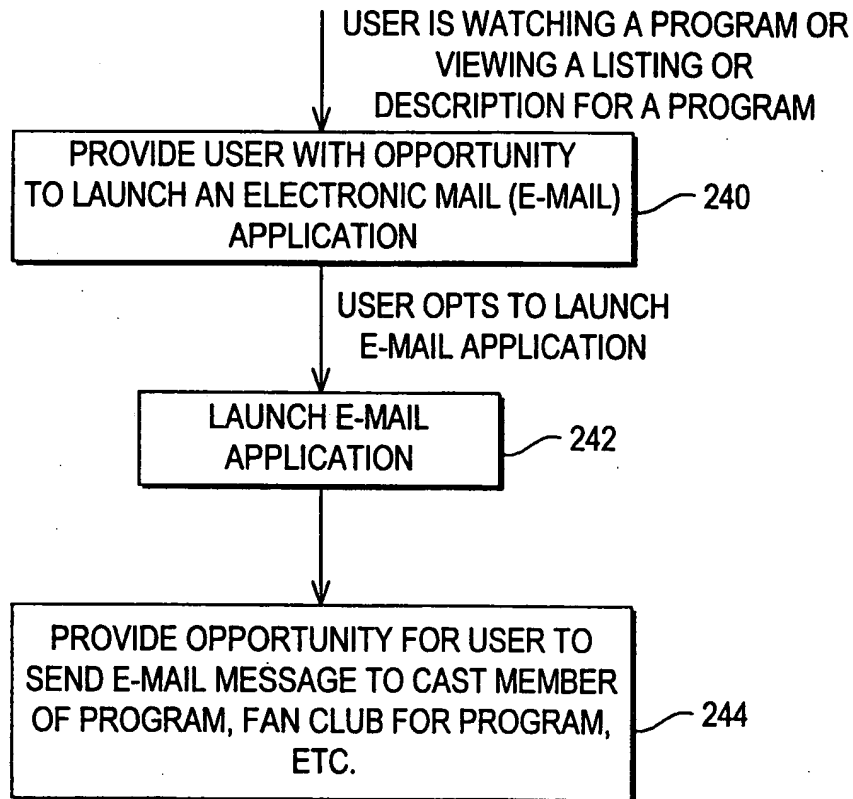 USER IS WATCHING A PROGRAM OR
VIEWING A LISTING OR
DESCRIPTION FOR A PROGRAM
PROVIDE USER WITH OPPORTUNITY
TO LAUNCH AN ELECTRONIC MAIL (E-MAIL)
APPLICATION
240
USER OPTS TO LAUNCH
E-MAIL APPLICATION
LAUNCH E-MAIL
APPLICATION
242
PROVIDE OPPORTUNITY FOR USER TO
SEND E-MAIL MESSAGE TO CAST MEMBER
OF PROGRAM, FAN CLUB FOR PROGRAM,
ETC.
244